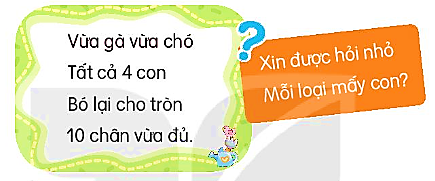 Vừa gà vừa chó
Tất cả 4 con
Bó lại cho tròn
10 chân vừa đủ.
?
Xin được hỏi nhỏ
Mỗi loại mấy con?